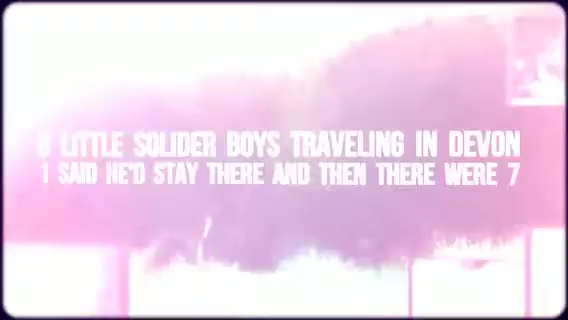 8 LITTLE SOLIDER BOYS TRAVELING IN DEVON
1 SAID HE'D STAY THERE AND THEN THERE WERE 7